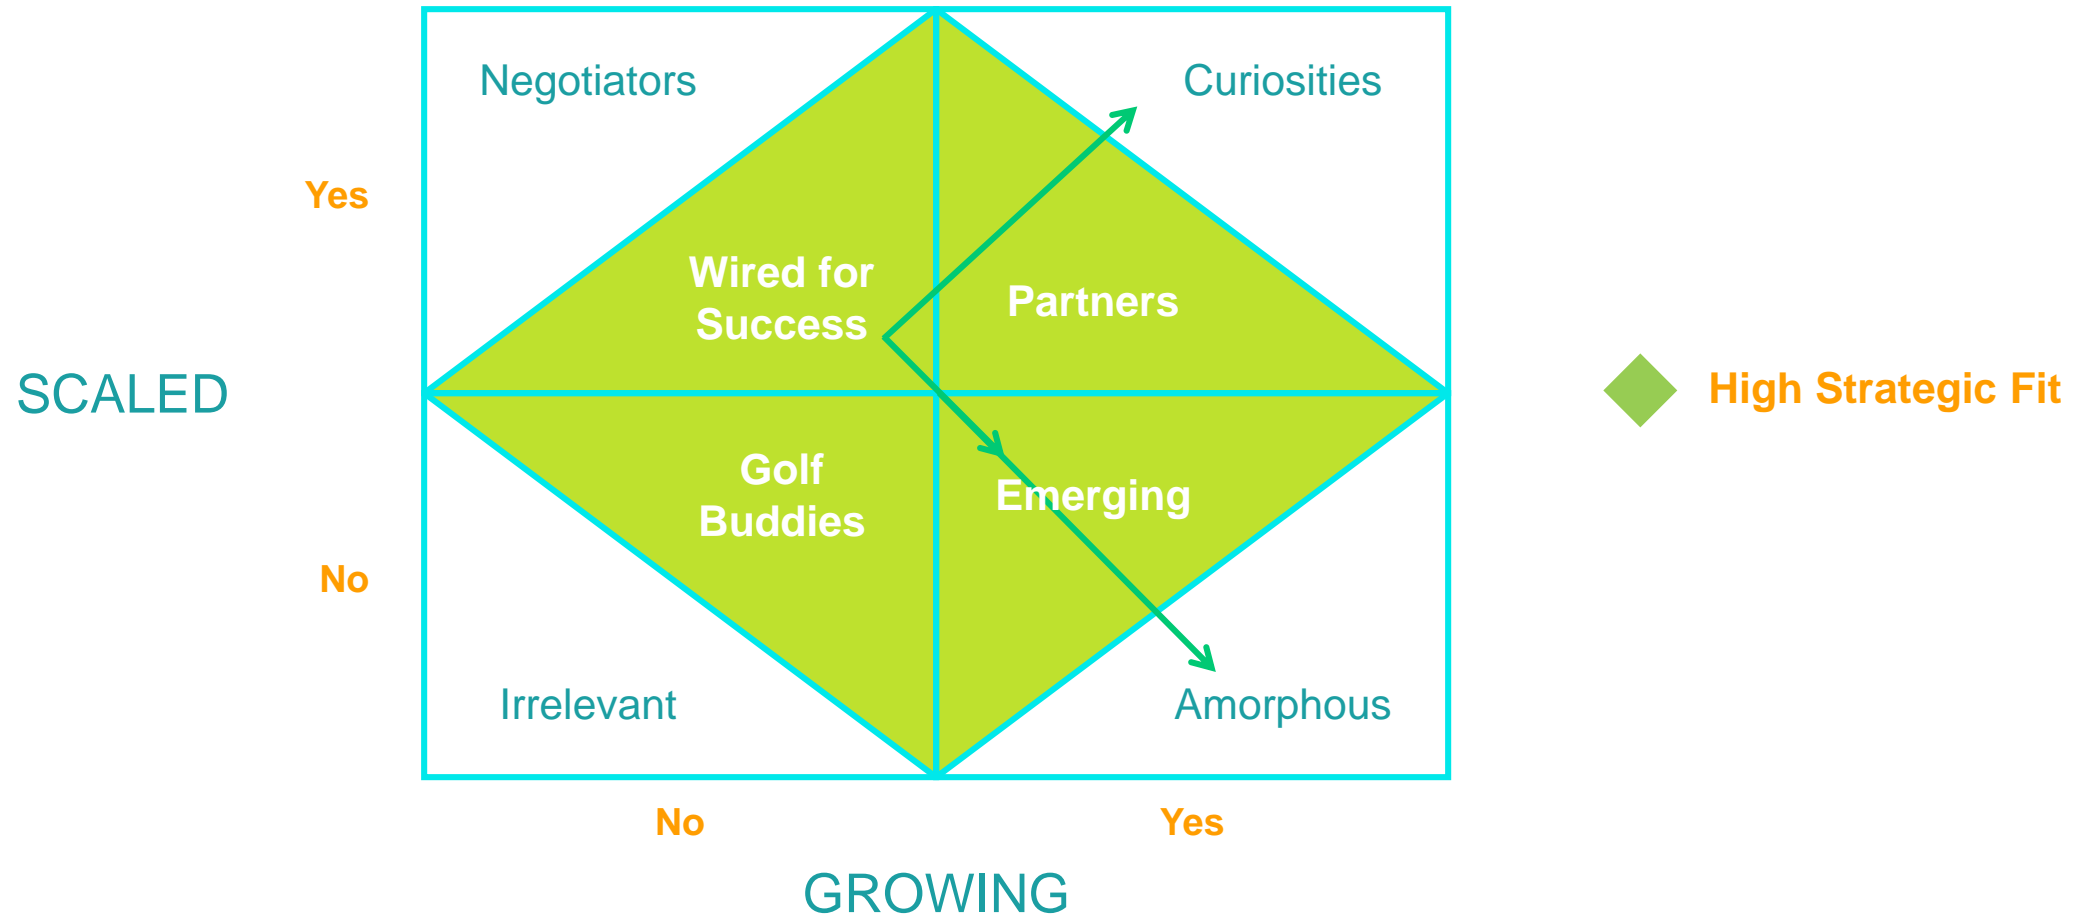 Negotiators
Curiosities
Yes
Wired for
Success
Partners
SCALED
High Strategic Fit
Golf
Buddies
Emerging
No
Irrelevant
Amorphous
No
Yes
GROWING